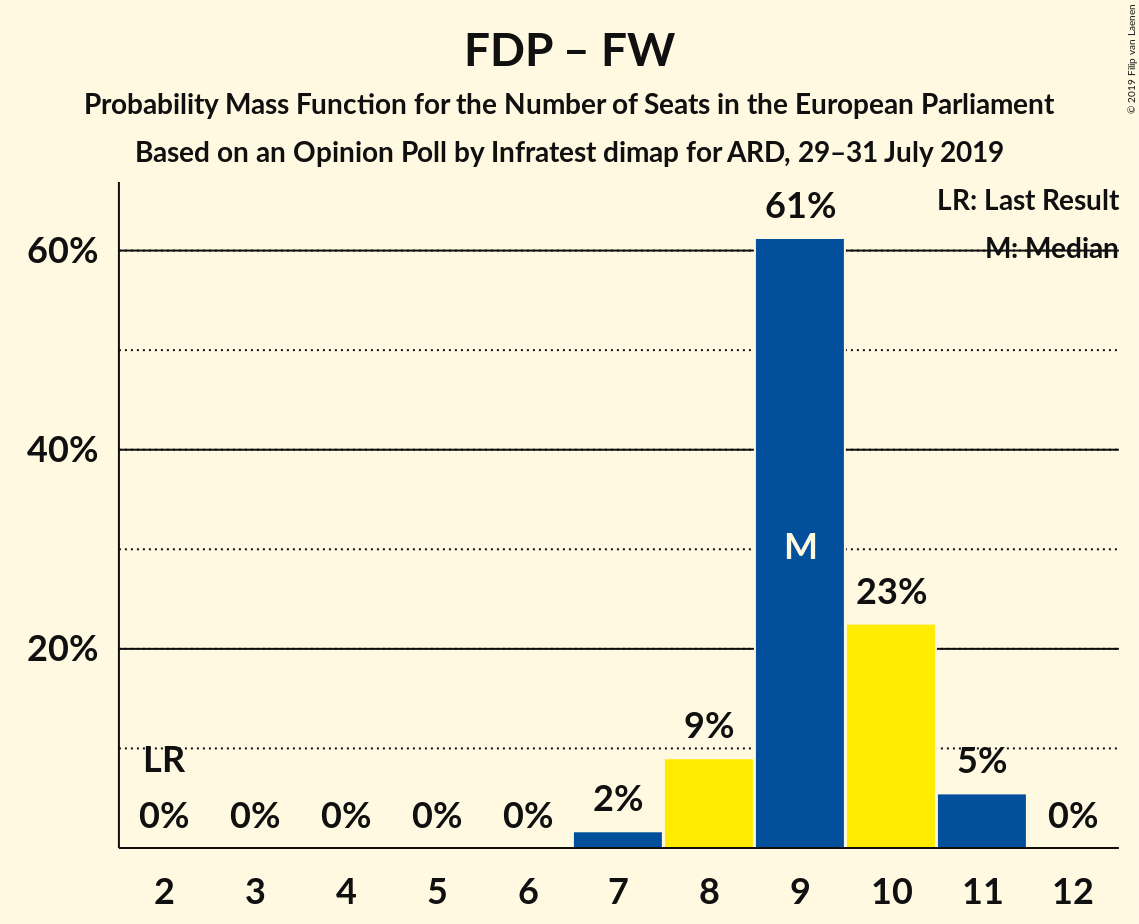 FDP – FW
Probability Mass Function for the Number of Seats in the European Parliament
Based on an Opinion Poll by Infratest dimap for ARD, 29–31 July 2019
© 2019 Filip van Laenen
LR: Last Result
M: Median
61%
60%
40%
M
23%
20%
9%
LR
5%
2%
0% 0% 0% 0% 0% 0%
2 3 4 5 6 7 8 9 10 11 12